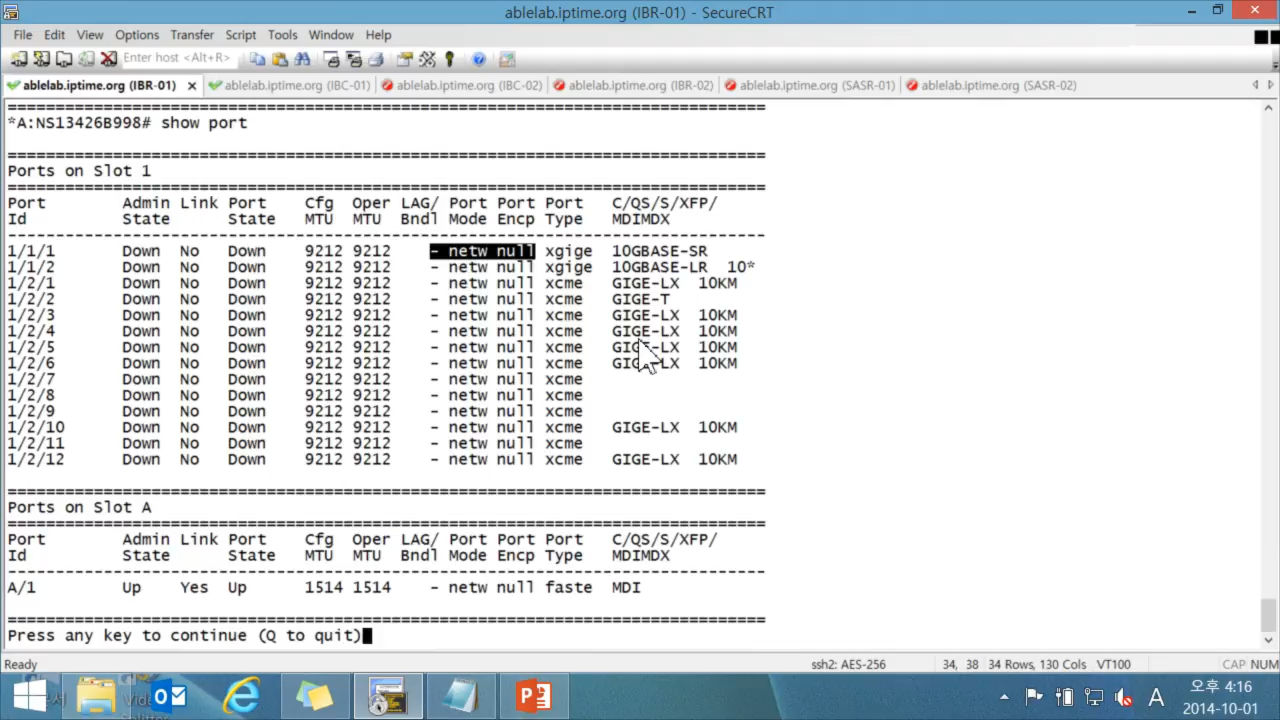 ablelab.iptime.org (IBR-01) - SecureCRT
File Edit View Options Transfer Script Tools Window Help
Enter host <Alt+R>
ablelab.iptime.org (IBR-01) ablelab.iptime.org (IBC-01) ablelab.iptime.org (IBC-02) ablelab.iptime.org (IBR-02) ablelab.iptime.org (SASR-01) ablelab.iptime.org (SASR-02)
===============================================================================
*A:NS13426B998# show port
===============================================================================
Ports on Slot 1
===============================================================================
Port Admin Link Port Cfg Oper LAG/ Port Port Port C/QS/S/XFP/
Id State State MTU MTU Bndl Mode Encp Type MDIMDX
-------------------------------------------------------------------------------
1/1/1 Down No Down 9212 9212 - netw null xgige 10GBASE-SR
1/1/2 Down No Down 9212 9212 - netw null xgige 10GBASE-LR 10*
1/2/1 Down No Down 9212 9212 - netw null xcme GIGE-LX 10KM
1/2/2 Down No Down 9212 9212 - netw null xcme GIGE-T
1/2/3 Down No Down 9212 9212 - netw null xcme GIGE-LX 10KM
1/2/4 Down No Down 9212 9212 - netw null xcme GIGE-LX 10KM
1/2/5 Down No Down 9212 9212 - netw null xcme GIGE-LX 10KM
1/2/6 Down No Down 9212 9212 - netw null xcme GIGE-LX 10KM
1/2/7 Down No Down 9212 9212 - netw null xcme
1/2/8 Down No Down 9212 9212 - netw null xcme
1/2/9 Down No Down 9212 9212 - netw null xcme
1/2/10 Down No Down 9212 9212 - netw null xcme GIGE-LX 10KM
1/2/11 Down No Down 9212 9212 - netw null xcme
1/2/12 Down No Down 9212 9212 - netw null xcme GIGE-LX 10KM
===============================================================================
Ports on Slot A
===============================================================================
Port Admin Link Port Cfg Oper LAG/ Port Port Port C/QS/S/XFP/
Id State State MTU MTU Bndl Mode Encp Type MDIMDX
-------------------------------------------------------------------------------
A/1 Up Yes Up 1514 1514 - netw null faste MDI
===============================================================================
Press any key to continue (Q to quit)
Ready ssh2: AES-256 34, 38 34 Rows, 130 Cols VT100 CAP NUM
A 오후 4:16
2014-10-01